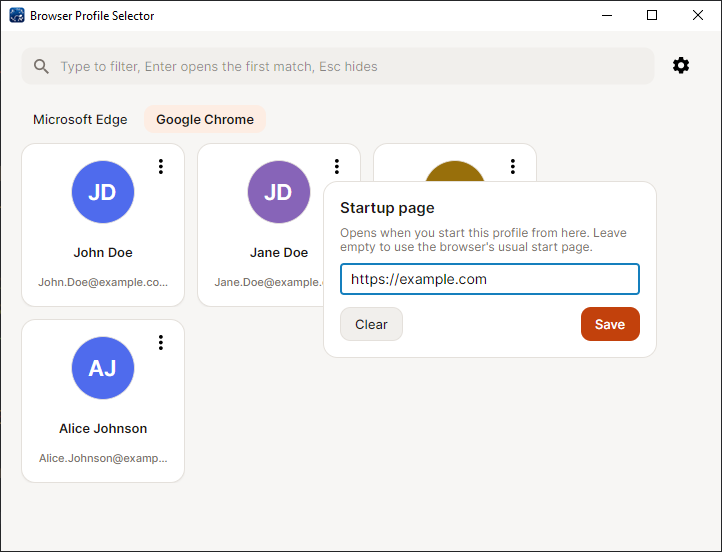 Browser Profile Selector
Type to filter, Enter opens the first match, Esc hides
Microsoft Edge
Google Chrome
JD
John Doe
John.Doe@example.co...
JD
Jane Doe
Jane.Doe@example.
Startup page
Opens when you start this profile from here. Leave
empty to use the browser's usual start page.
https://example.com
Clear
Save
AJ
Alice Johnson
Alice.Johnson@examp...